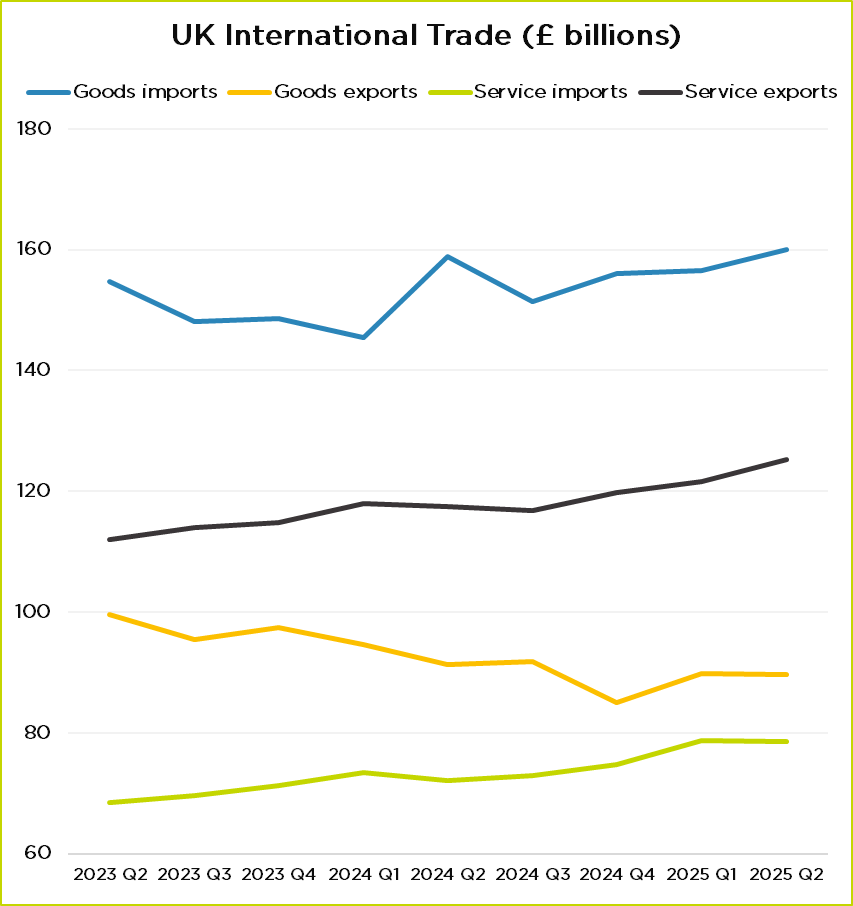 UK International Trade (£ billions)
Goods imports Goods exports Service imports Service exports
180
160
140
120
100
80
60
2023 Q2 2023 Q3 2023 Q4 2024 Q1 2024 Q2 2024 Q3 2024 Q4 2025 Q1 2025 Q2